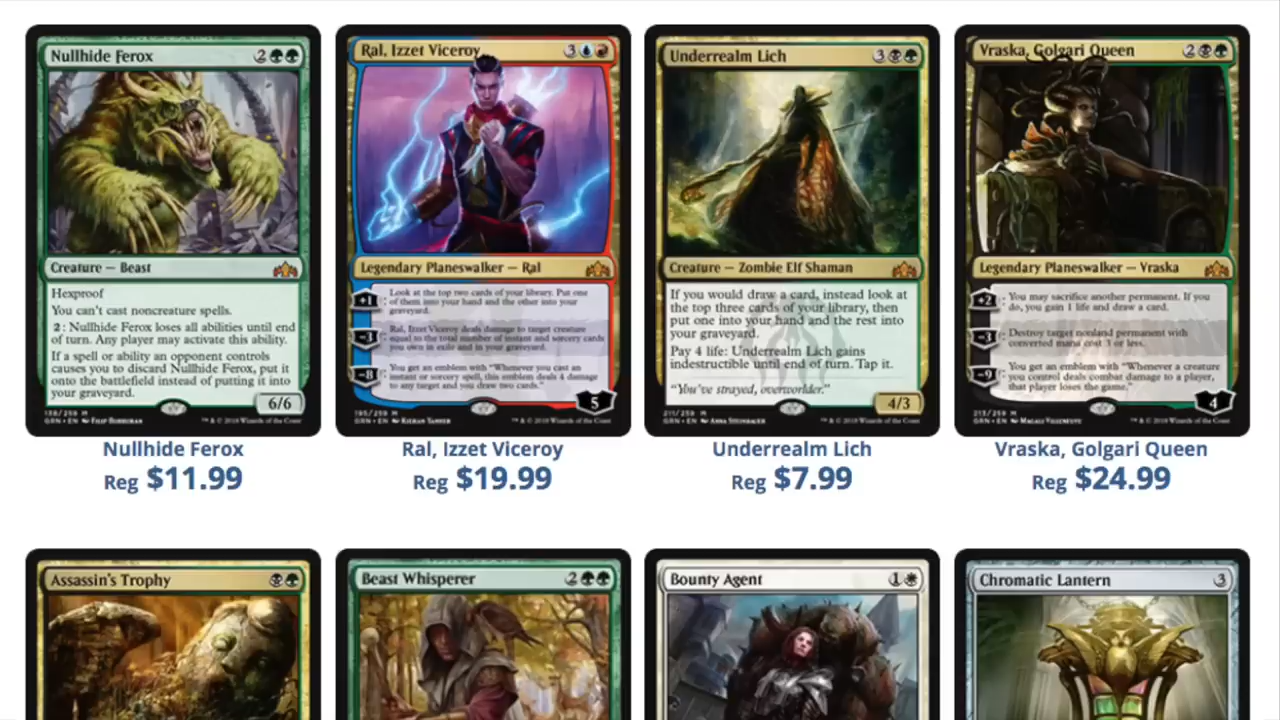 Nullhide Ferox 2
Creature — Beast
Hexproof
You can't cast noncreature spells.
2: Nullhide Ferox loses all abilities until end
of turn. Any player may activate this ability.
If a spell or ability an opponent controls
causes you to discard Nullhide Ferox, put it
onto the battlefield instead of putting it into
your graveyard.
6/6
Nullhide Ferox
Reg $11.99
Ral, Izzet Viceroy 3
Legendary Planeswalker — Ral
+1: Look at the top two cards of your library. Put one
of them into your hand and the other into your
graveyard.
-3: Ral, Izzet Viceroy deals damage to target creature
equal to the total number of instant and sorcery cards
you own in exile and in your graveyard.
-8: You get an emblem with "Whenever you cast an
instant or sorcery spell, this emblem deals 4 damage
to any target and you draw two cards."
5
Ral, Izzet Viceroy
Reg $19.99
Underrealm Lich 3
Creature — Zombie Elf Shaman
If you would draw a card, instead look at
the top three cards of your library, then
put one into your hand and the rest into
your graveyard.
Pay 4 life: Underrealm Lich gains
indestructible until end of turn. Tap it.
"You've strayed, overworlder."
4/3
Underrealm Lich
Reg $7.99
Vraska, Golgari Queen 2
Legendary Planeswalker — Vraska
+2: You may sacrifice another permanent. If you
do, you gain 1 life and draw a card.
-3: Destroy target nonland permanent with
converted mana cost 3 or less.
-9: You get an emblem with "Whenever a creature
you control deals combat damage to a player,
that player loses the game."
4
Vraska, Golgari Queen
Reg $24.99
Assassin's Trophy
Beast Whisperer 2
Bounty Agent 1
Chromatic Lantern 3